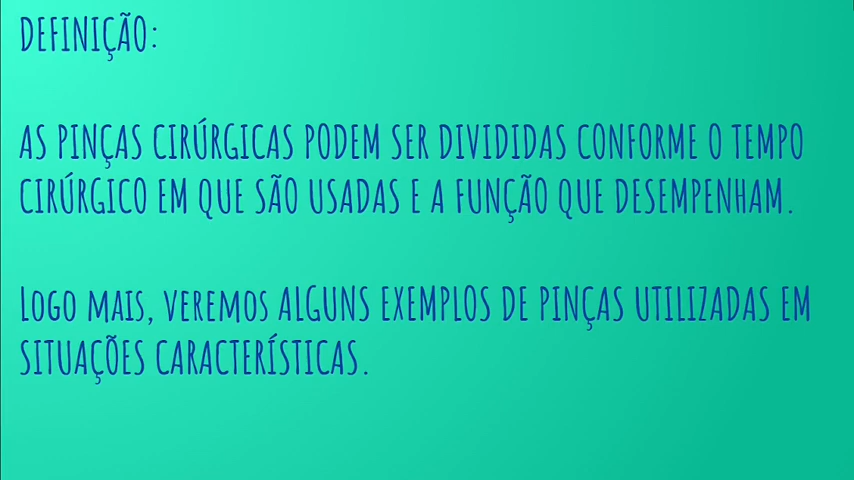 DEFINIÇÃO:
AS PINÇAS CIRÚRGICAS PODEM SER DIVIDIDAS CONFORME O TEMPO
CIRÚRGICO EM QUE SÃO USADAS E A FUNÇÃO QUE DESEMPENHAM.
Logo mais, veremos ALGUNS EXEMPLOS DE PINÇAS UTILIZADAS EM
SITUAÇÕES CARACTERÍSTICAS.